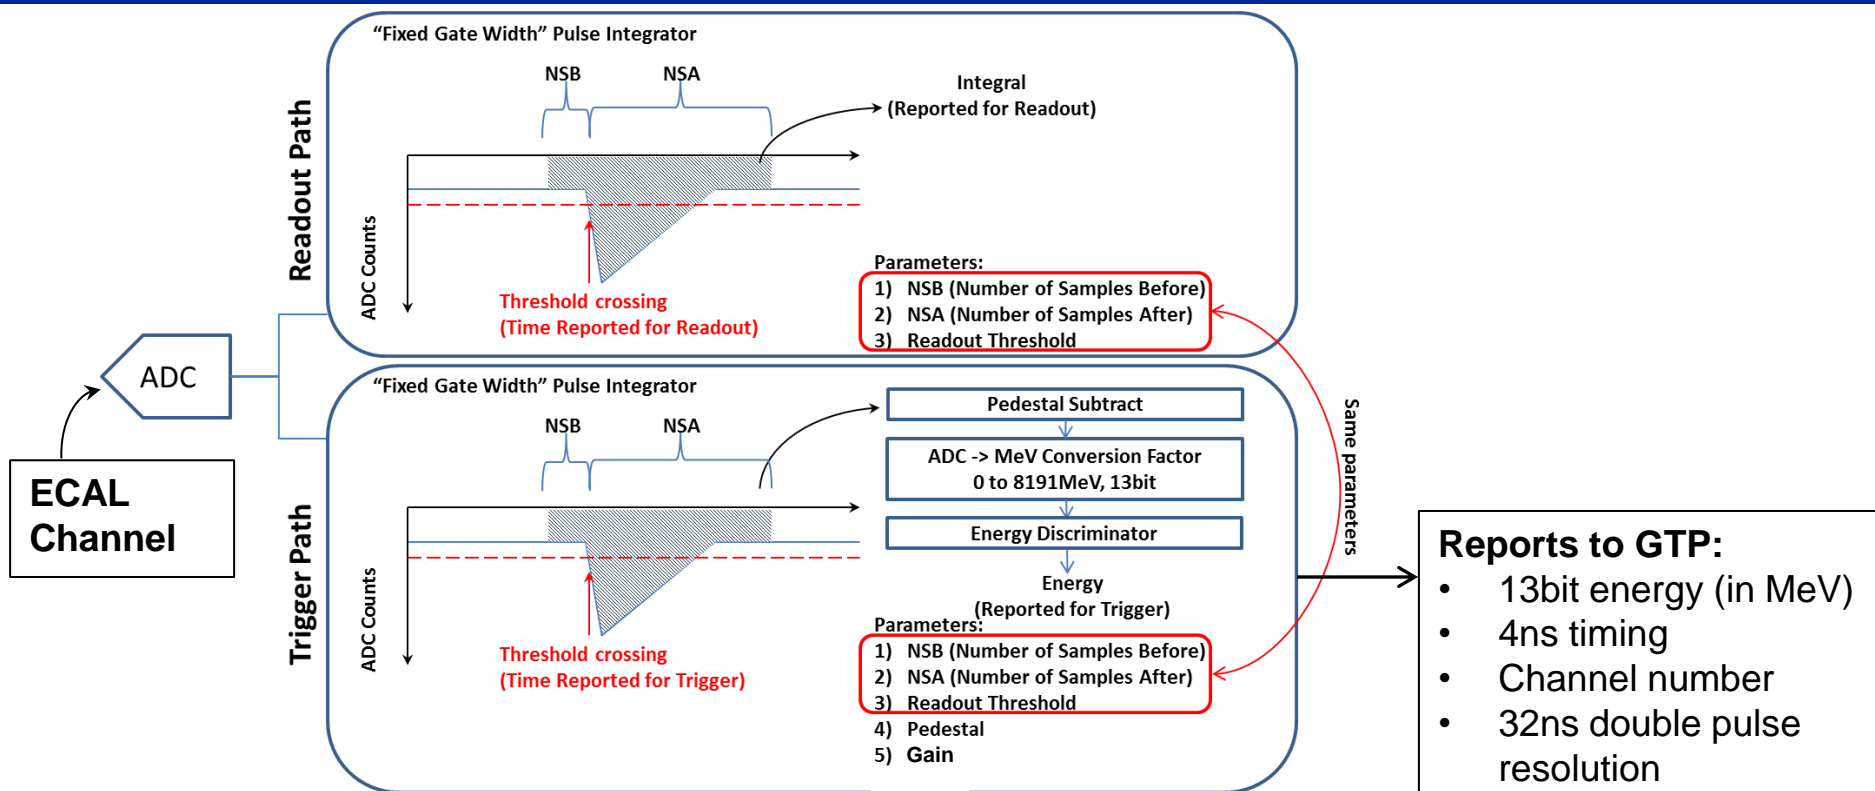 "Fixed Gate Width" Pulse Integrator
NSB
NSA
Integral
(Reported for Readout)
Readout Path
ADC Counts
Threshold crossing
(Time Reported for Readout)
Parameters:
1) NSB (Number of Samples Before)
2) NSA (Number of Samples After)
3) Readout Threshold
ADC
ECAL
Channel
"Fixed Gate Width" Pulse Integrator
NSB
NSA
Pedestal Subtract
ADC -> MeV Conversion Factor
0 to 8191MeV, 13bit
Energy Discriminator
Energy
(Reported for Trigger)
Trigger Path
ADC Counts
Threshold crossing
(Time Reported for Trigger)
Parameters:
1) NSB (Number of Samples Before)
2) NSA (Number of Samples After)
3) Readout Threshold
4) Pedestal
5) Gain
Same parameters
Reports to GTP:
• 13bit energy (in MeV)
• 4ns timing
• Channel number
• 32ns double pulse
resolution